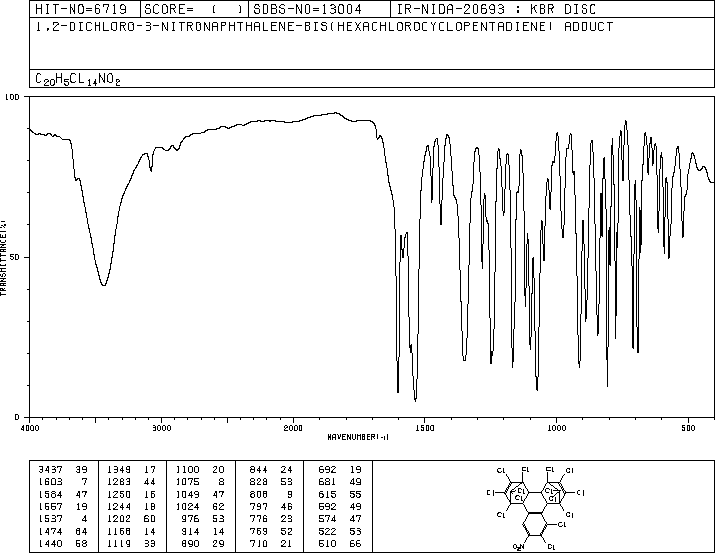 HIT-NO=6719 SCORE= ( ) SDBS-NO=13004 IR-NIDA-20693 : KBR DISC
1,2-DICHLORO-3-NITRONAPHTHALENE-BIS(HEXACHLOROCYCLOPENTADIENE) ADDUCT
C20H5CL14NO2
100
50
0
TRANSMITTANCE(%)
4000 3000 2000 1500 1000 500
WAVENUMBER(-1)
3437 39 1349 17 1100 20 844 24 692 19
1603 7 1283 44 1075 8 828 53 681 49
1584 47 1250 16 1049 47 808 9 615 55
1557 19 1244 18 1024 62 797 46 592 49
1537 4 1202 60 976 53 776 23 574 47
1474 64 1168 14 914 14 769 52 522 53
1440 58 1119 33 890 29 710 21 510 66
Cl Cl Cl Cl
Cl Cl Cl Cl Cl Cl
Cl Cl
Cl
O2N Cl